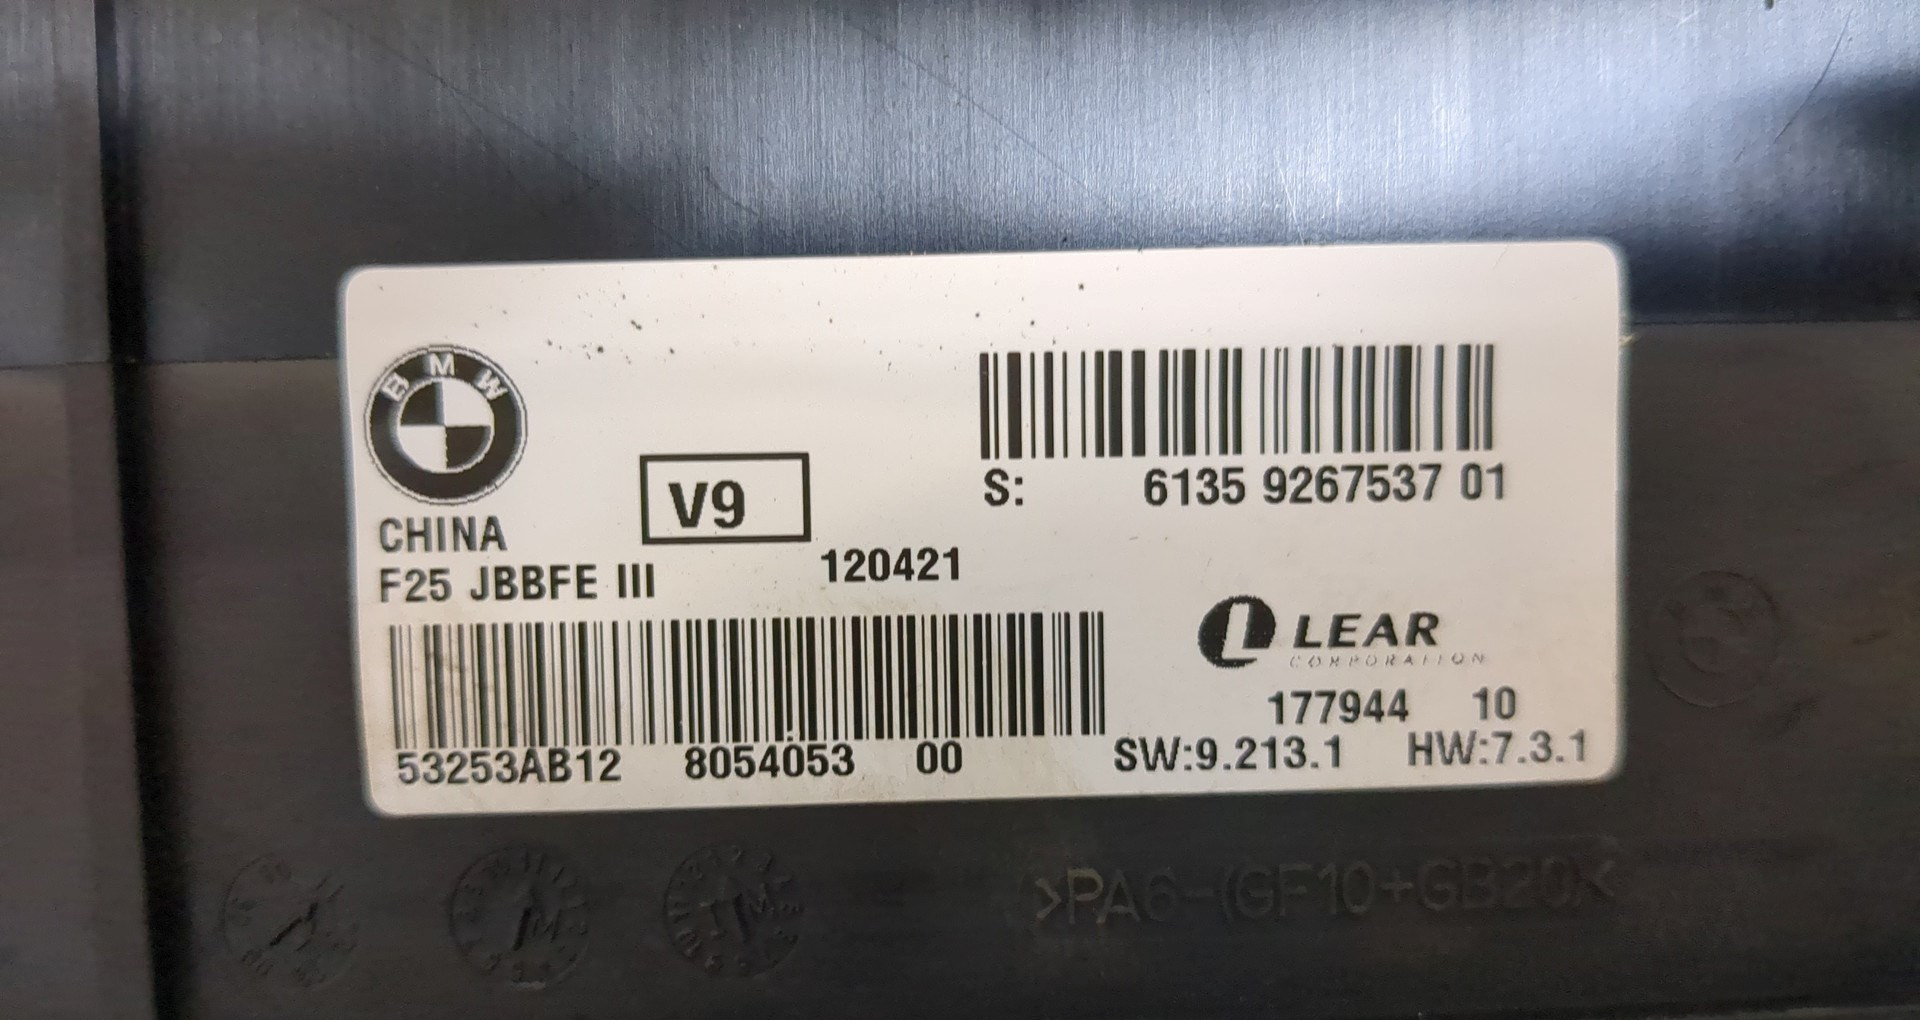 BMW
CHINA
V9
S: 6135 9267537 01
F25 JBBFE III
120421
LEAR
CORPORATION
177944 10
53253AB12 8054053 00
SW:9.213.1 HW:7.3.1
>PA6-(GF10+GB20)<